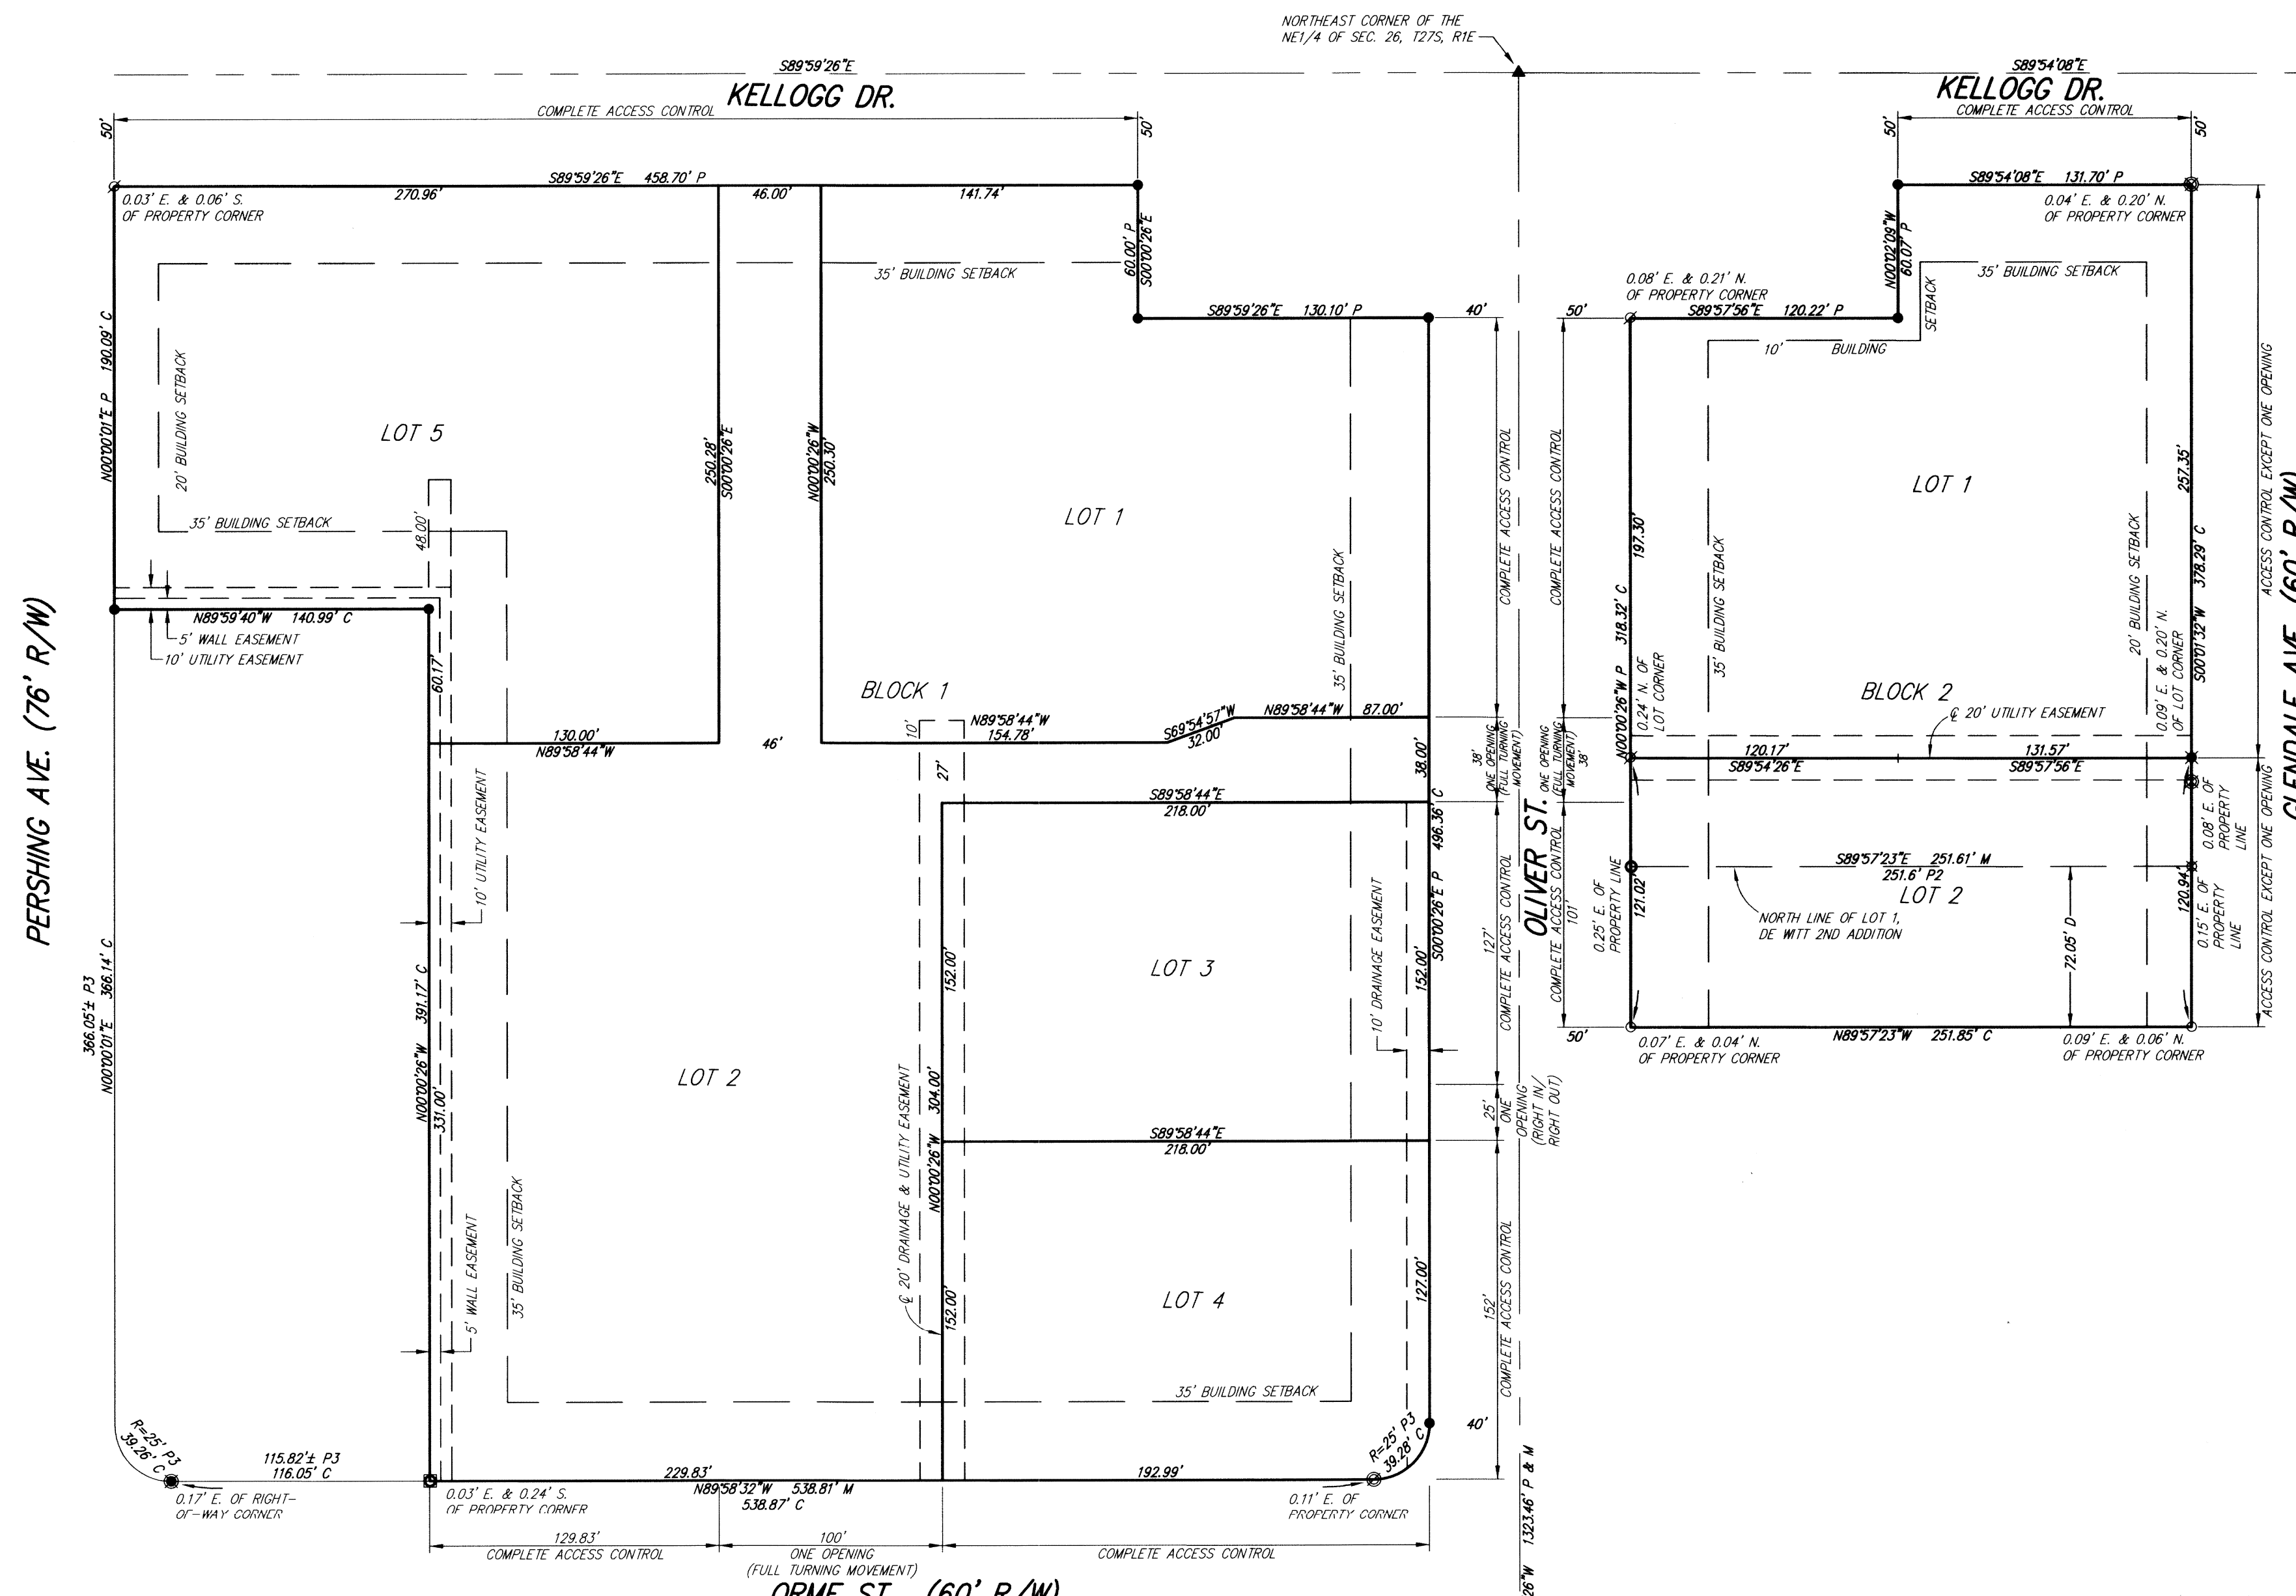 NORTHEAST CORNER OF THE
NE1/4 OF SEC. 26, T27S, R1E
S89°59'26"E
KELLOGG DR.
COMPLETE ACCESS CONTROL
50'
50'
S89°54'08"E
KELLOGG DR.
COMPLETE ACCESS CONTROL
50'
50'
S89°59'26"E 458.70' P
270.96'
46.00'
141.74'
0.03' E. & 0.06' S.
OF PROPERTY CORNER
60.00' P
S00°00'26"E
35' BUILDING SETBACK
S89°59'26"E 130.10' P
40'
N00°00'01"E P 190.09' C
20' BUILDING SETBACK
LOT 5
35' BUILDING SETBACK
48.00'
250.28'
S00°00'26"E
N00°00'26"W
250.30'
LOT 1
35' BUILDING SETBACK
N89°59'40"W 140.99' C
5' WALL EASEMENT
10' UTILITY EASEMENT
60.17'
BLOCK 1
130.00'
N89°58'44"W
46'
10'
N89°58'44"W
154.78'
27'
S69°54'57"W
32.00'
N89°58'44"W 87.00'
38.00'
S89°58'44"E
218.00'
S00°00'26"E P 496.36' C
PERSHING AVE. (76' R/W)
366.05'± P3
N00°00'01"E 366.14' C
N00°00'26"W 391.17' C
331.00'
10' UTILITY EASEMENT
5' WALL EASEMENT
35' BUILDING SETBACK
LOT 2
℄ 20' DRAINAGE & UTILITY EASEMENT
N00°00'26"W 304.00'
152.00'
152.00'
LOT 3
152.00'
10' DRAINAGE EASEMENT
S89°58'44"E
218.00'
LOT 4
127.00'
35' BUILDING SETBACK
R=25' P3
39.28' C
40'
R=25' P3
39.26' C
115.82'± P3
116.05' C
0.17' E. OF RIGHT-
OF-WAY CORNER
0.03' E. & 0.24' S.
OF PROPERTY CORNER
229.83'
N89°58'32"W 538.81' M
538.87' C
192.99'
0.11' E. OF
PROPERTY CORNER
129.83'
COMPLETE ACCESS CONTROL
100'
ONE OPENING
(FULL TURNING MOVEMENT)
COMPLETE ACCESS CONTROL
ORME ST. (60' R/W)
COMPLETE ACCESS CONTROL
38'
ONE OPENING
(FULL TURNING
MOVEMENT)
127'
COMPLETE ACCESS CONTROL
25'
ONE
OPENING
(RIGHT IN/
RIGHT OUT)
152'
COMPLETE ACCESS CONTROL
26"W 1323.46' P & M
OLIVER ST.
COMPLETE ACCESS CONTROL
ONE OPENING
(FULL TURNING
MOVEMENT)
38'
COMPLETE ACCESS CONTROL
101'
50'
50'
S89°54'08"E 131.70' P
0.04' E. & 0.20' N.
OF PROPERTY CORNER
N00°02'09"W
60.07' P
0.08' E. & 0.21' N.
OF PROPERTY CORNER
S89°57'56"E 120.22' P
SETBACK
35' BUILDING SETBACK
10' BUILDING
LOT 1
197.30'
N00°00'26"W P 318.32' C
0.24' N. OF
LOT CORNER
35' BUILDING SETBACK
20' BUILDING SETBACK
257.35'
S00°01'32"W 378.29' C
0.09' E. & 0.20' N.
OF LOT CORNER
ACCESS CONTROL EXCEPT ONE OPENING
GLENDALE AVE. (60' R/W)
BLOCK 2
℄ 20' UTILITY EASEMENT
120.17'
S89°54'26"E
131.57'
S89°57'56"E
0.08' E. OF
PROPERTY
LINE
S89°57'23"E 251.61' M
251.6' P2
LOT 2
NORTH LINE OF LOT 1,
DE WITT 2ND ADDITION
72.05' D
0.25' E. OF
PROPERTY LINE
121.02'
120.94'
0.15' E. OF
PROPERTY
LINE
ACCESS CONTROL EXCEPT ONE OPENING
0.07' E. & 0.04' N.
OF PROPERTY CORNER
N89°57'23"W 251.85' C
0.09' E. & 0.06' N.
OF PROPERTY CORNER